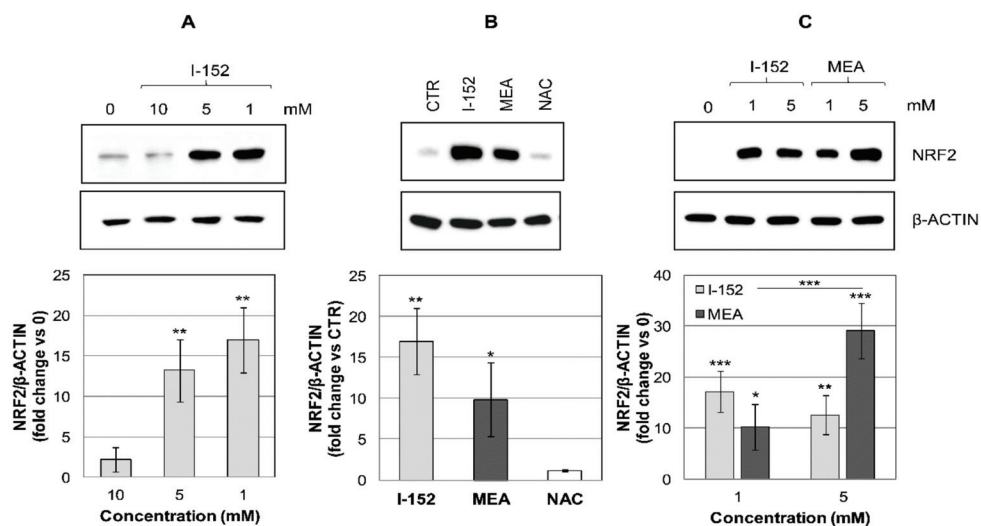 A
I-152
0 10 5 1 mM
NRF2/β-ACTIN
(fold change vs 0)
25
20
15
10
5
0
** **
10 5 1
Concentration (mM)
B
CTR I-152 MEA NAC
NRF2/β-ACTIN
(fold change vs CTR)
25
20
15
10
5
0
** *
I-152 MEA NAC
C
I-152 MEA
0 1 5 1 5 mM
NRF2
β-ACTIN
NRF2/β-ACTIN
(fold change vs 0)
40
30
20
10
0
I-152
MEA
***
*** * ** ***
1 5
Concentration (mM)